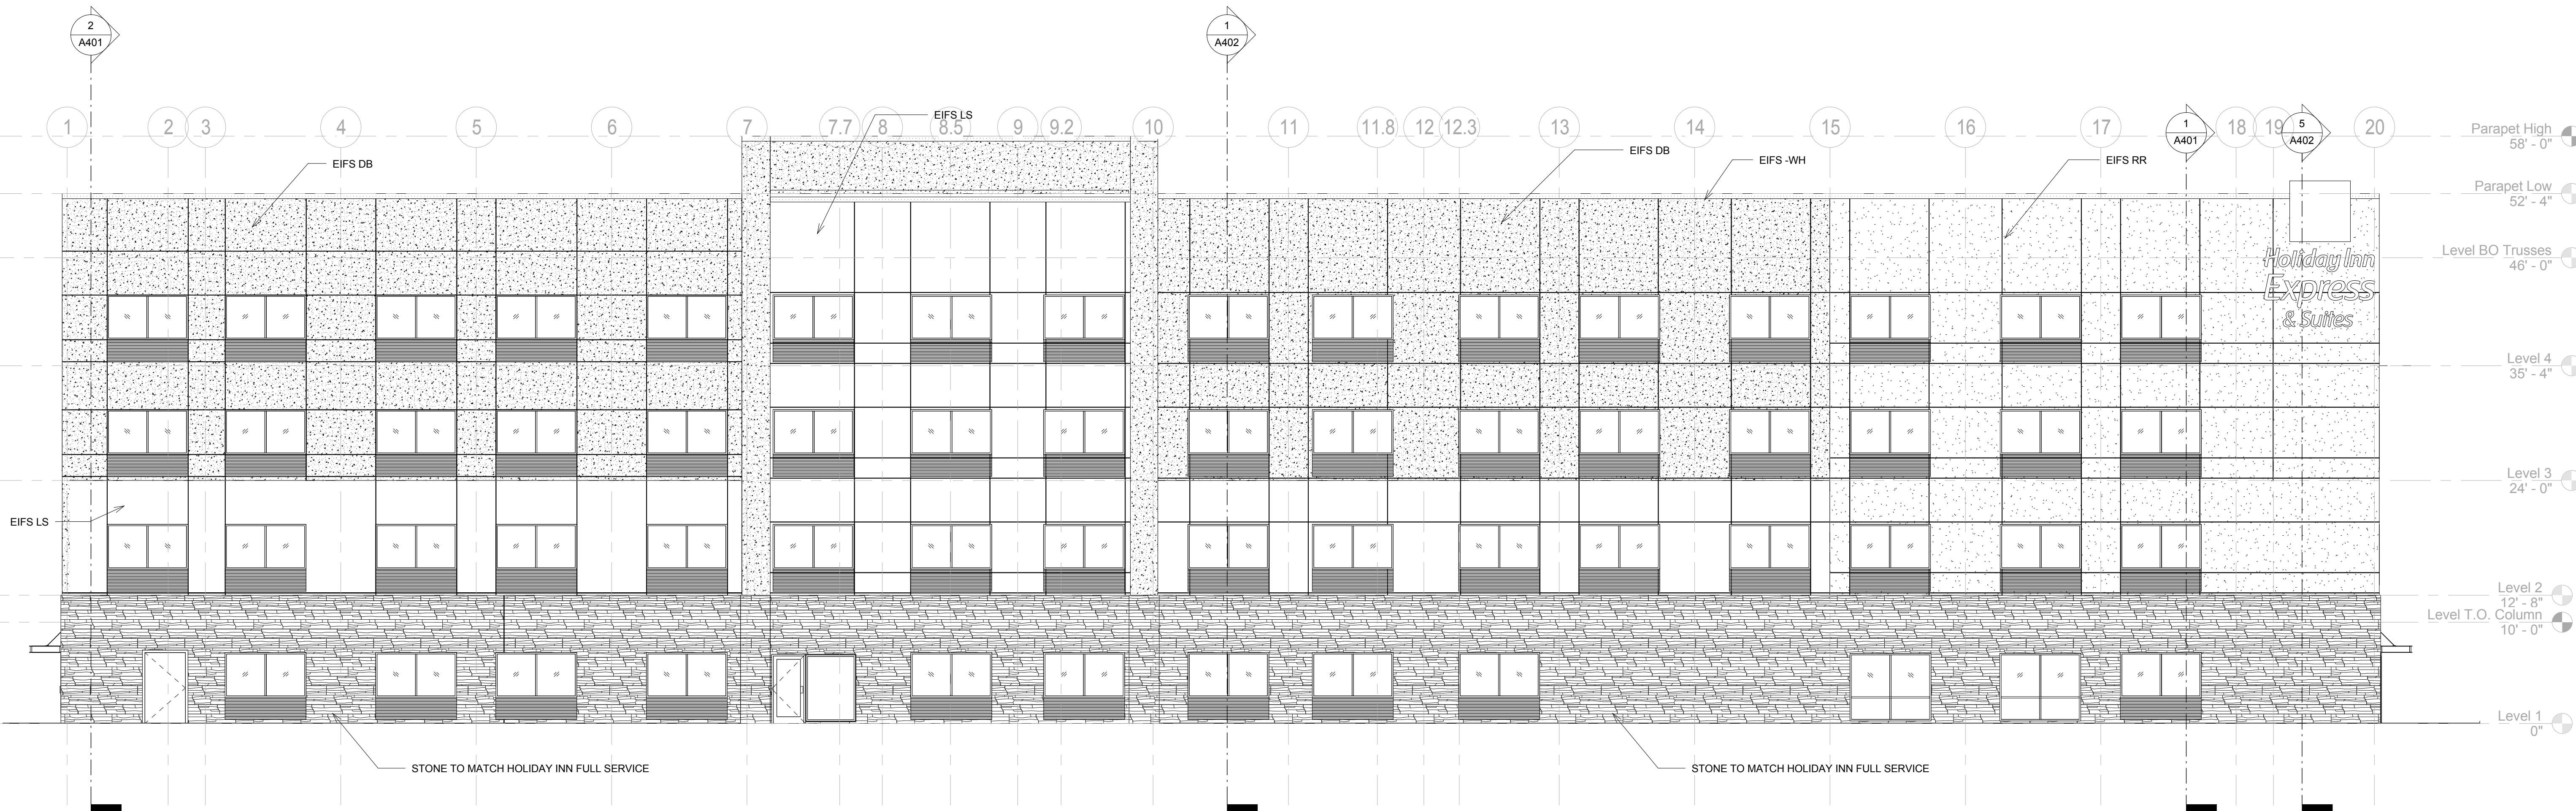 2
A401
1
A402
1
2
3
4
5
6
7
7.7
8
8.5
9
9.2
10
11
11.8
12
12.3
13
14
15
16
17
1
A401
18
19
5
A402
20
EIFS LS
EIFS DB
EIFS DB
EIFS -WH
EIFS RR
Parapet High
58' - 0"
Parapet Low
52' - 4"
Level BO Trusses
46' - 0"
Holiday Inn
Express
& Suites
Level 4
35' - 4"
Level 3
24' - 0"
EIFS LS
Level 2
12' - 8"
Level T.O. Column
10' - 0"
Level 1
0"
STONE TO MATCH HOLIDAY INN FULL SERVICE
STONE TO MATCH HOLIDAY INN FULL SERVICE